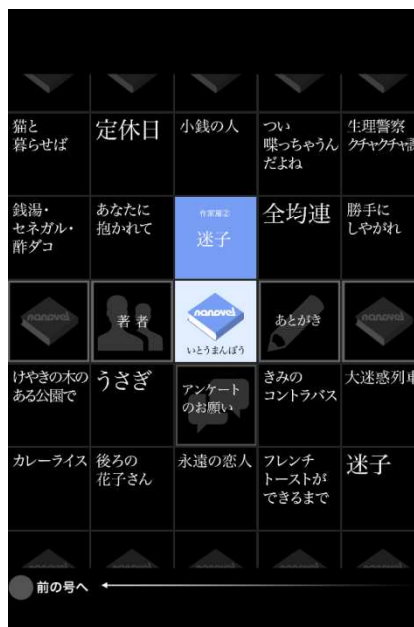 猫と
暮らせば
定休日
小銭の人
つい
喋っちゃうん
だよね
生理警察
クチャクチャ
銭湯・
セネガル・
酢ダコ
あなたに
抱かれて
作家屋②
迷子
全均連
勝手に
しやがれ
nanovel
著者
nanovel
いとうまんぼう
あとがき
nanovel
けやきの木の
ある公園で
うさぎ
アンケート
のお願い
きみの
コントラバス
大迷惑列車
カレーライス
後ろの
花子さん
永遠の恋人
フレンチ
トーストが
できるまで
迷子
前の号へ